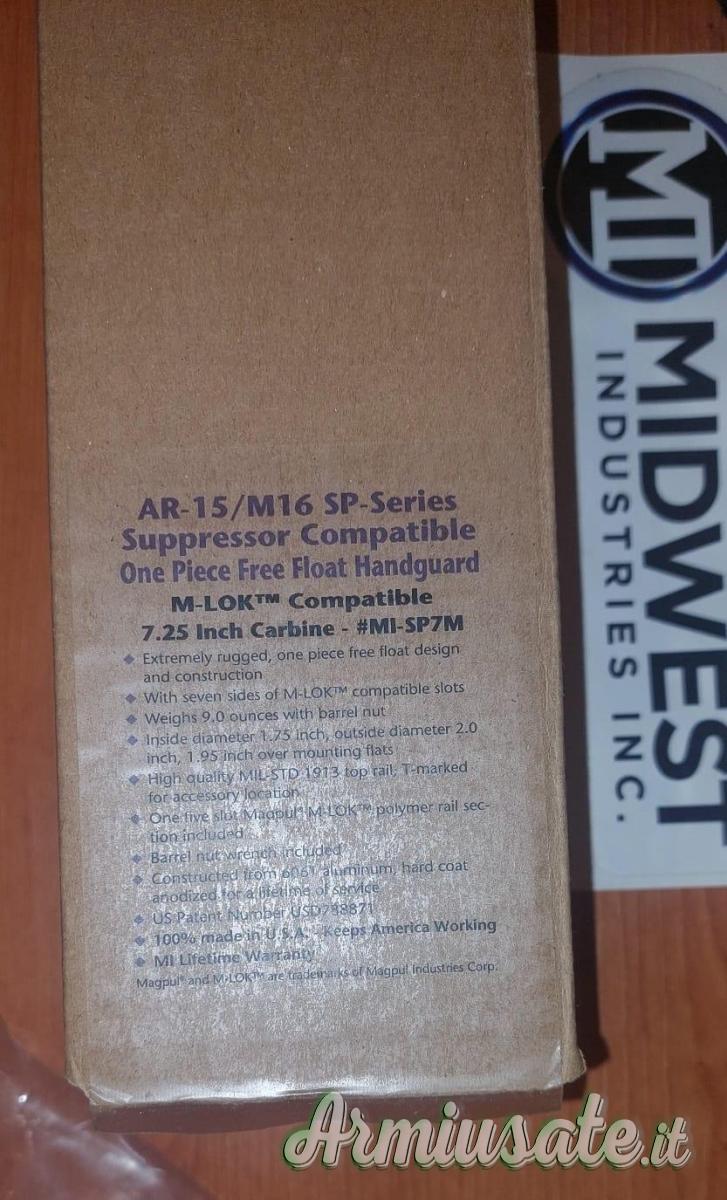 AR-15/M16 SP-Series
Suppressor Compatible
One Piece Free Float Handguard
M-LOK™ Compatible
7.25 Inch Carbine - #MI-SP7M
◆ Extremely rugged, one piece free float design
and construction
◆ With seven sides of M-LOK™ compatible slots
◆ Weighs 9.0 ounces with barrel nut
◆ Inside diameter 1.75 inch, outside diameter 2.0
inch, 1.95 inch over mounting flats
◆ High quality MIL-STD 1913 top rail; T-marked
for accessory location
◆ One five slot Magpul® M-LOK™ polymer rail sec-
tion included
◆ Barrel nut wrench included
◆ Constructed from 6061 aluminum, hard coat
anodized for a lifetime of service
◆ US Patent Number USD788871
◆ 100% made in U.S.A. - Keeps America Working
◆ MI Lifetime Warranty
Magpul® and M-LOK™ are trademarks of Magpul Industries Corp.
MI
MIDWEST
INDUSTRIES INC.
Armiusate.it